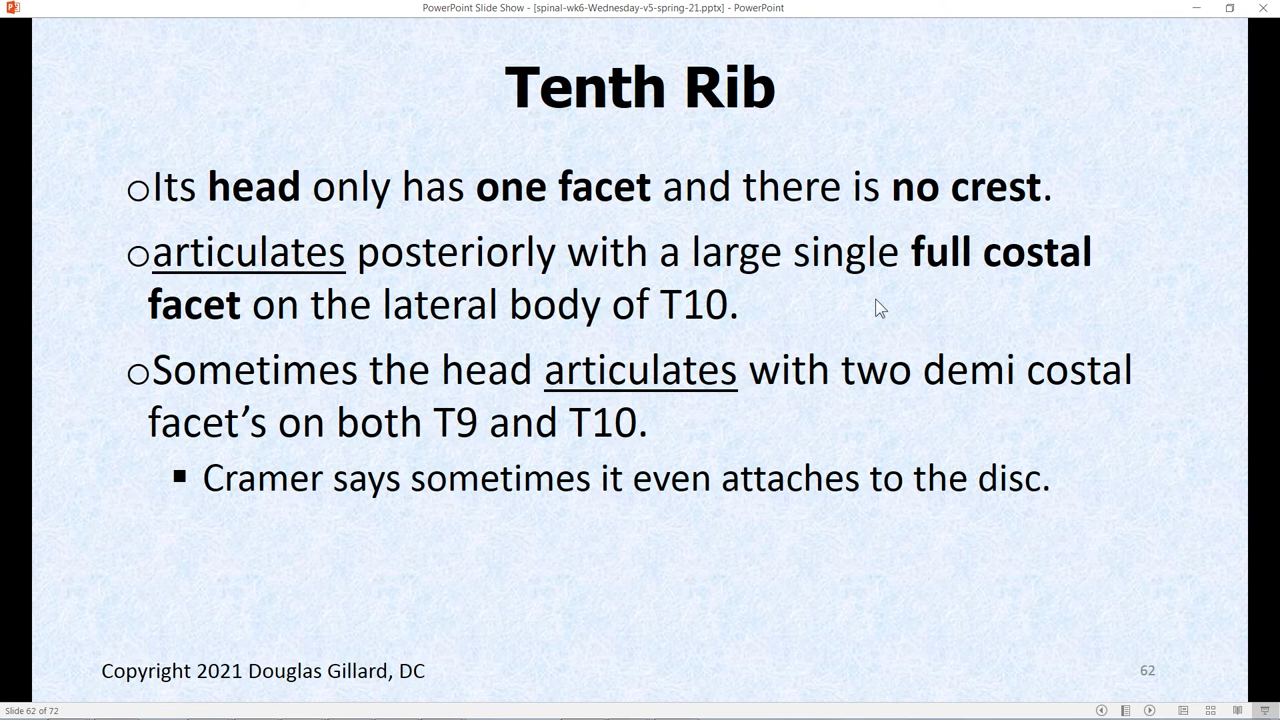 PowerPoint Slide Show - [spinal-wk6-Wednesday-v5-spring-21.pptx] - PowerPoint
Tenth Rib
oIts head only has one facet and there is no crest.
oarticulates posteriorly with a large single full costal
facet on the lateral body of T10.
oSometimes the head articulates with two demi costal
facet’s on both T9 and T10.
▪ Cramer says sometimes it even attaches to the disc.
Copyright 2021 Douglas Gillard, DC
62
Slide 62 of 72